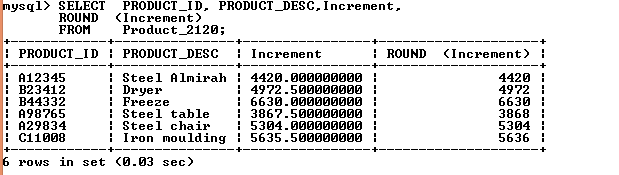 mysql> SELECT PRODUCT_ID, PRODUCT_DESC,Increment,
ROUND (Increment)
FROM Product_2120;
+------------+---------------+----------------+--------------------+
| PRODUCT_ID | PRODUCT_DESC | Increment | ROUND (Increment) |
+------------+---------------+----------------+--------------------+
| A12345 | Steel Almirah | 4420.000000000 | 4420 |
| B23412 | Dryer | 4972.500000000 | 4972 |
| B44332 | Freeze | 6630.000000000 | 6630 |
| A98765 | Steel table | 3867.500000000 | 3868 |
| A29834 | Steel chair | 5304.000000000 | 5304 |
| C11008 | Iron moulding | 5635.500000000 | 5636 |
+------------+---------------+----------------+--------------------+
6 rows in set (0.03 sec)